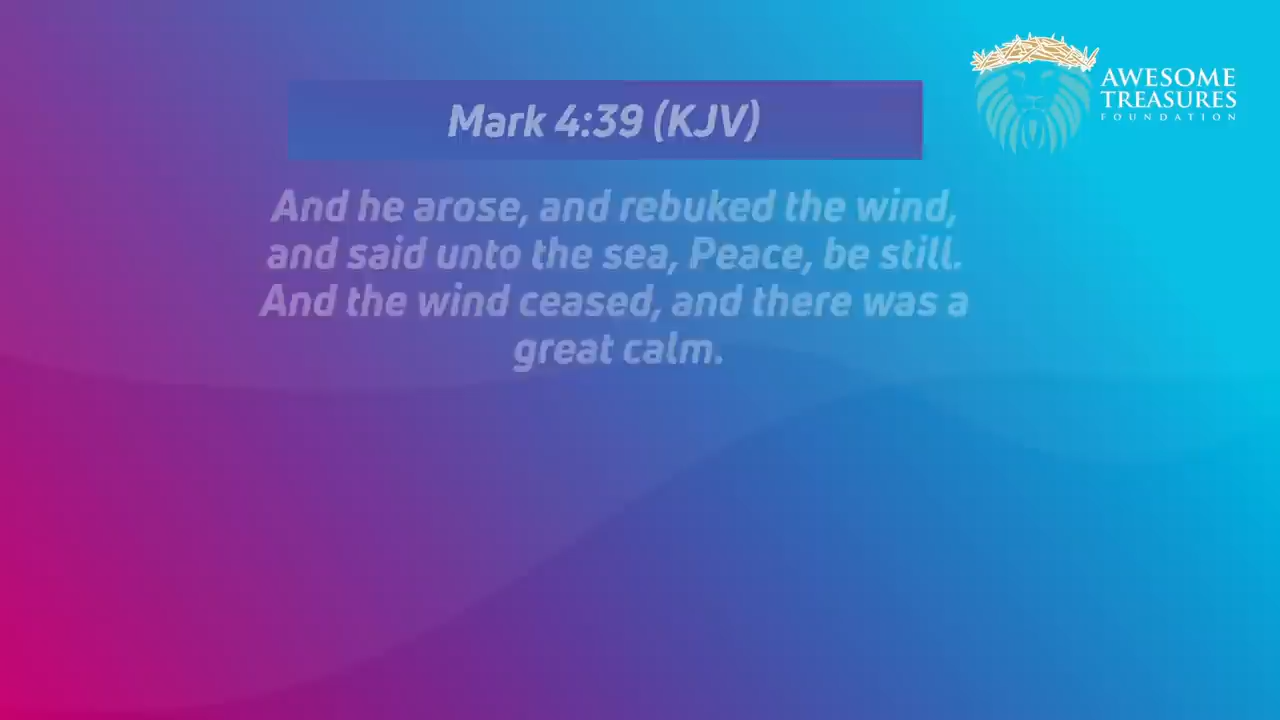 Mark 4:39 (KJV)
AWESOME
TREASURES
FOUNDATION
And he arose, and rebuked the wind,
and said unto the sea, Peace, be still.
And the wind ceased, and there was a
great calm.